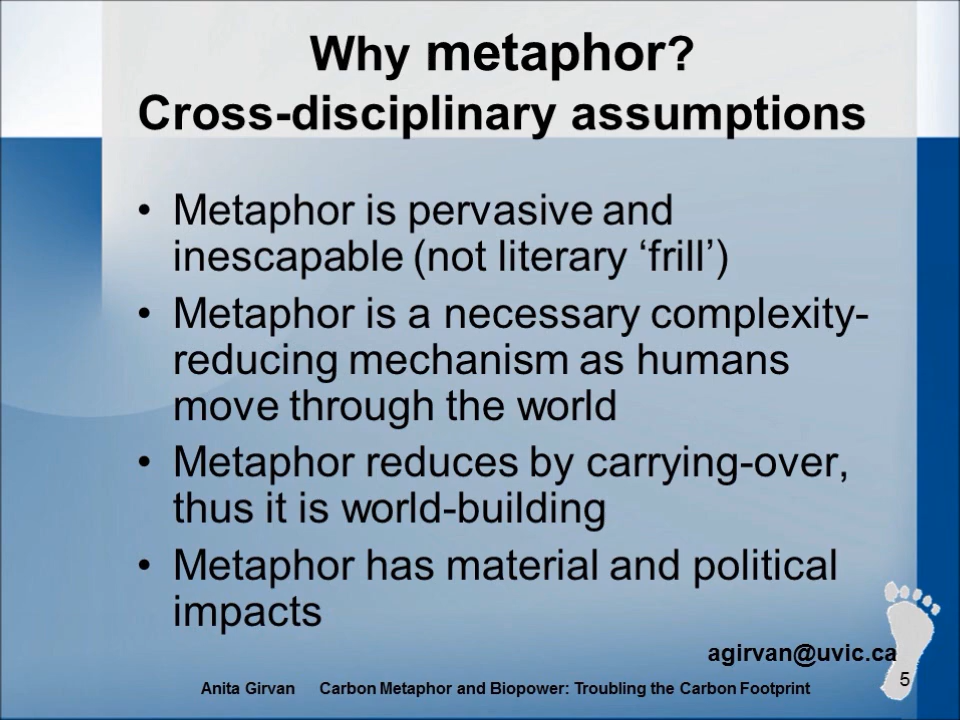 Why metaphor?
Cross-disciplinary assumptions
• Metaphor is pervasive and
inescapable (not literary ‘frill’)
• Metaphor is a necessary complexity-
reducing mechanism as humans
move through the world
• Metaphor reduces by carrying-over,
thus it is world-building
• Metaphor has material and political
impacts
agirvan@uvic.ca
5
Anita Girvan Carbon Metaphor and Biopower: Troubling the Carbon Footprint